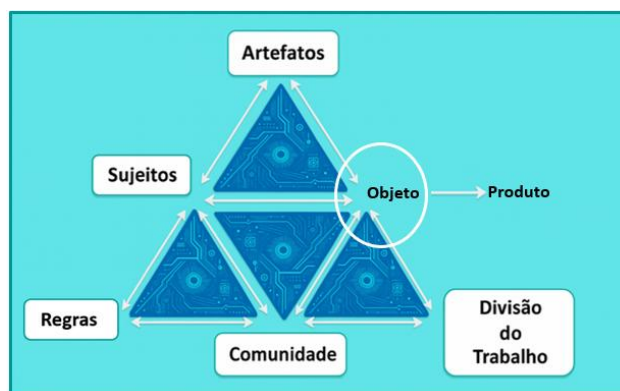 Artefatos
Sujeitos
Objeto
Produto
Regras
Comunidade
Divisão
do
Trabalho